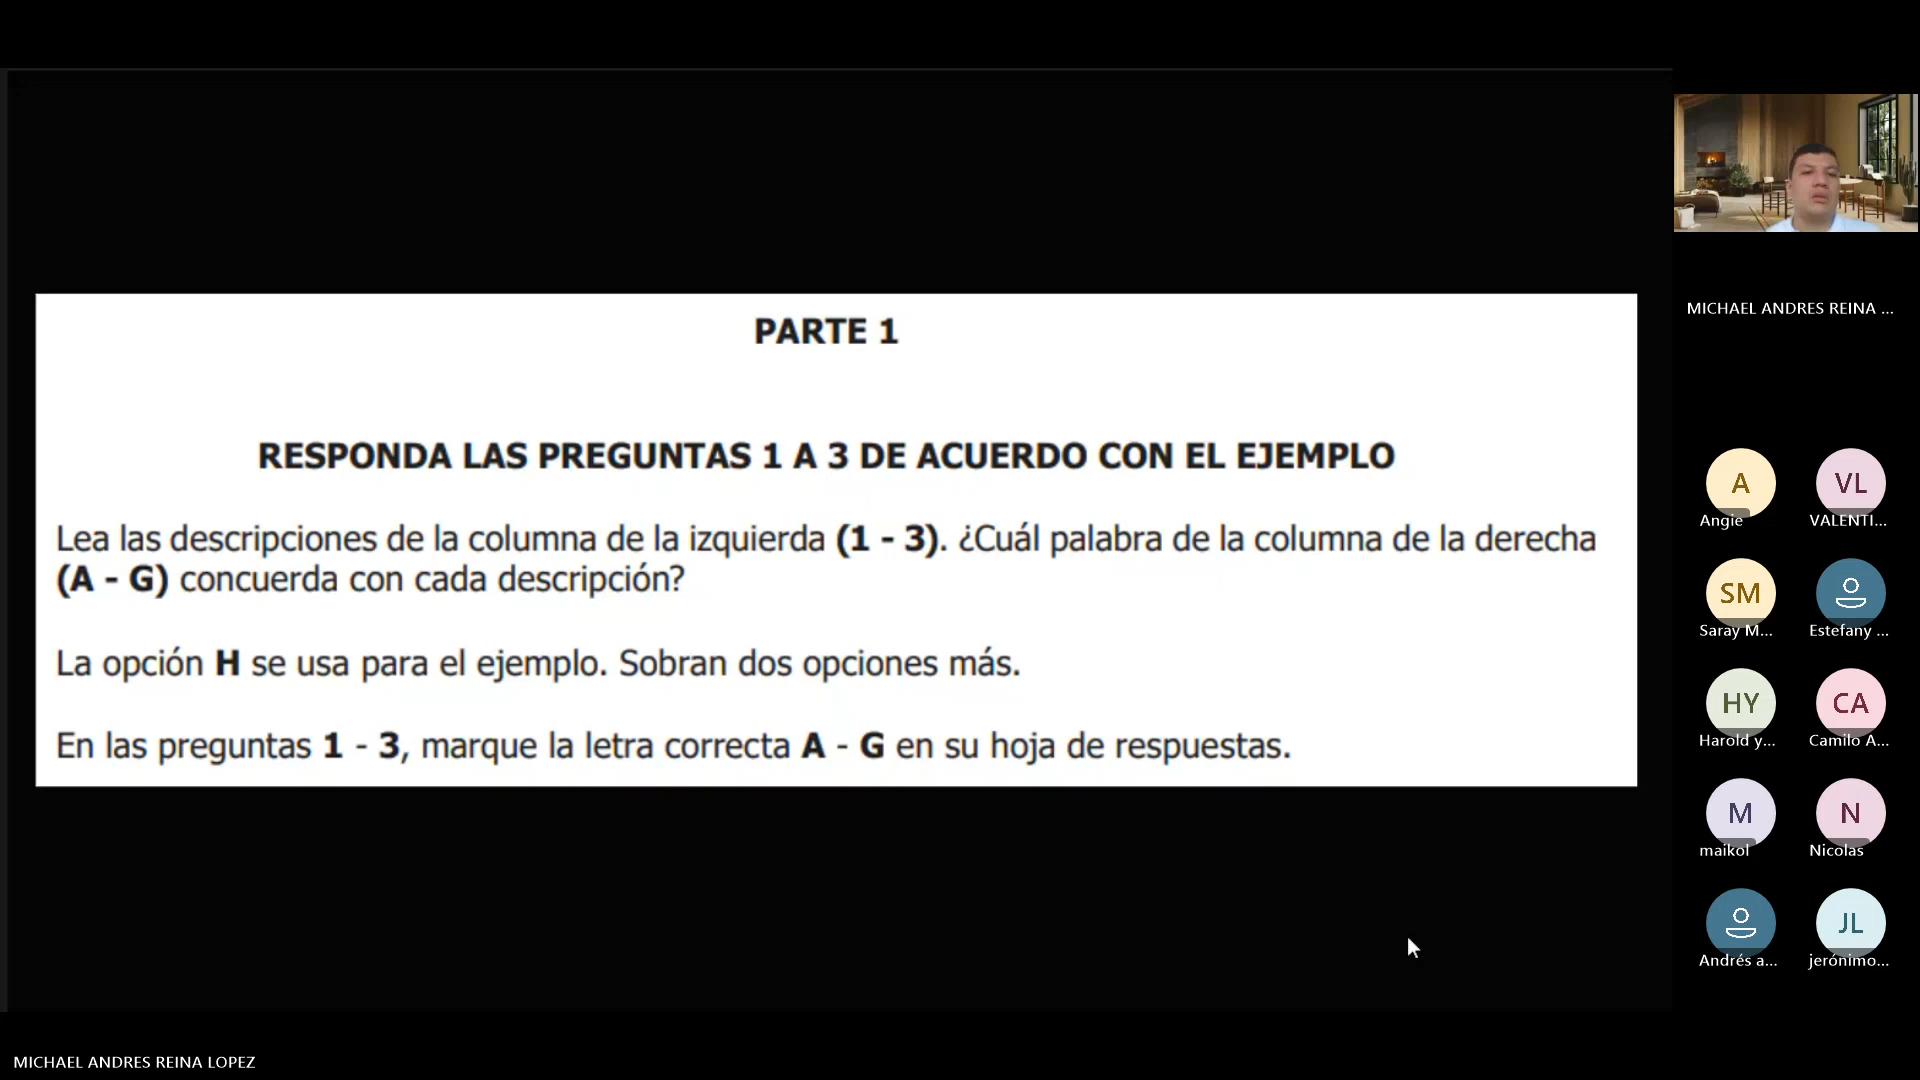 PARTE 1
RESPONDA LAS PREGUNTAS 1 A 3 DE ACUERDO CON EL EJEMPLO
Lea las descripciones de la columna de la izquierda (1 - 3). ¿Cuál palabra de la columna de la derecha
(A - G) concuerda con cada descripción?
La opción H se usa para el ejemplo. Sobran dos opciones más.
En las preguntas 1 - 3, marque la letra correcta A - G en su hoja de respuestas.
MICHAEL ANDRES REINA ...
A VL
Angie VALENTI...
SM
Saray M... Estefany ...
HY CA
Harold y... Camilo A...
M N
maikol Nicolas
JL
Andrés a... jerónimo...
MICHAEL ANDRES REINA LOPEZ